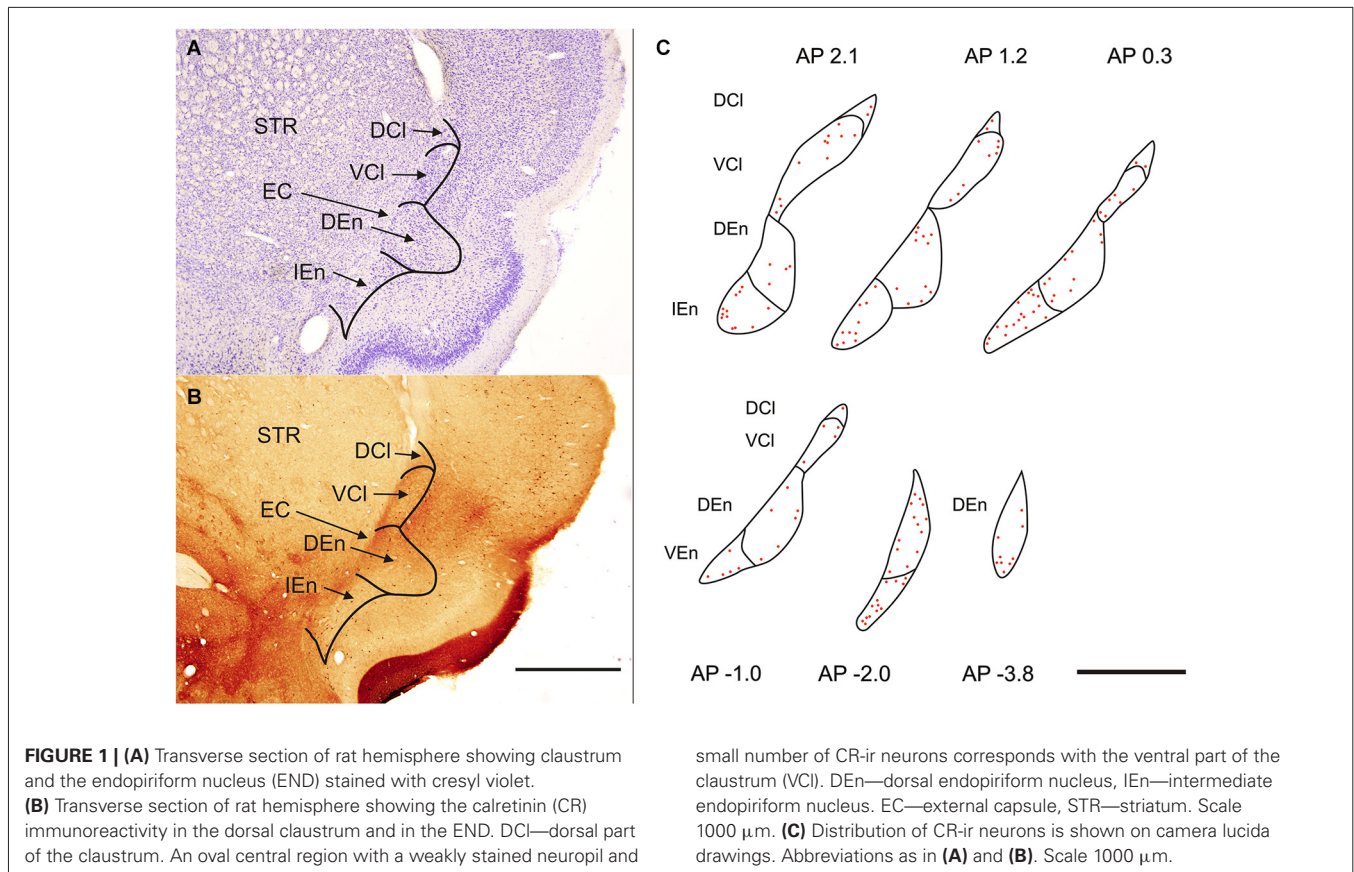 A
STR
DCl
VCl
EC
DEn
IEn
B
STR
DCl
VCl
EC
DEn
IEn
C
AP 2.1
AP 1.2
AP 0.3
DCl
VCl
DEn
IEn
DCl
VCl
DEn
VEn
DEn
AP -1.0
AP -2.0
AP -3.8
FIGURE 1 | (A) Transverse section of rat hemisphere showing claustrum
and the endopiriform nucleus (END) stained with cresyl violet.
(B) Transverse section of rat hemisphere showing the calretinin (CR)
immunoreactivity in the dorsal claustrum and in the END. DCl—dorsal part
of the claustrum. An oval central region with a weakly stained neuropil and
small number of CR-ir neurons corresponds with the ventral part of the
claustrum (VCl). DEn—dorsal endopiriform nucleus, IEn—intermediate
endopiriform nucleus. EC—external capsule, STR—striatum. Scale
1000 μm. (C) Distribution of CR-ir neurons is shown on camera lucida
drawings. Abbreviations as in (A) and (B). Scale 1000 μm.